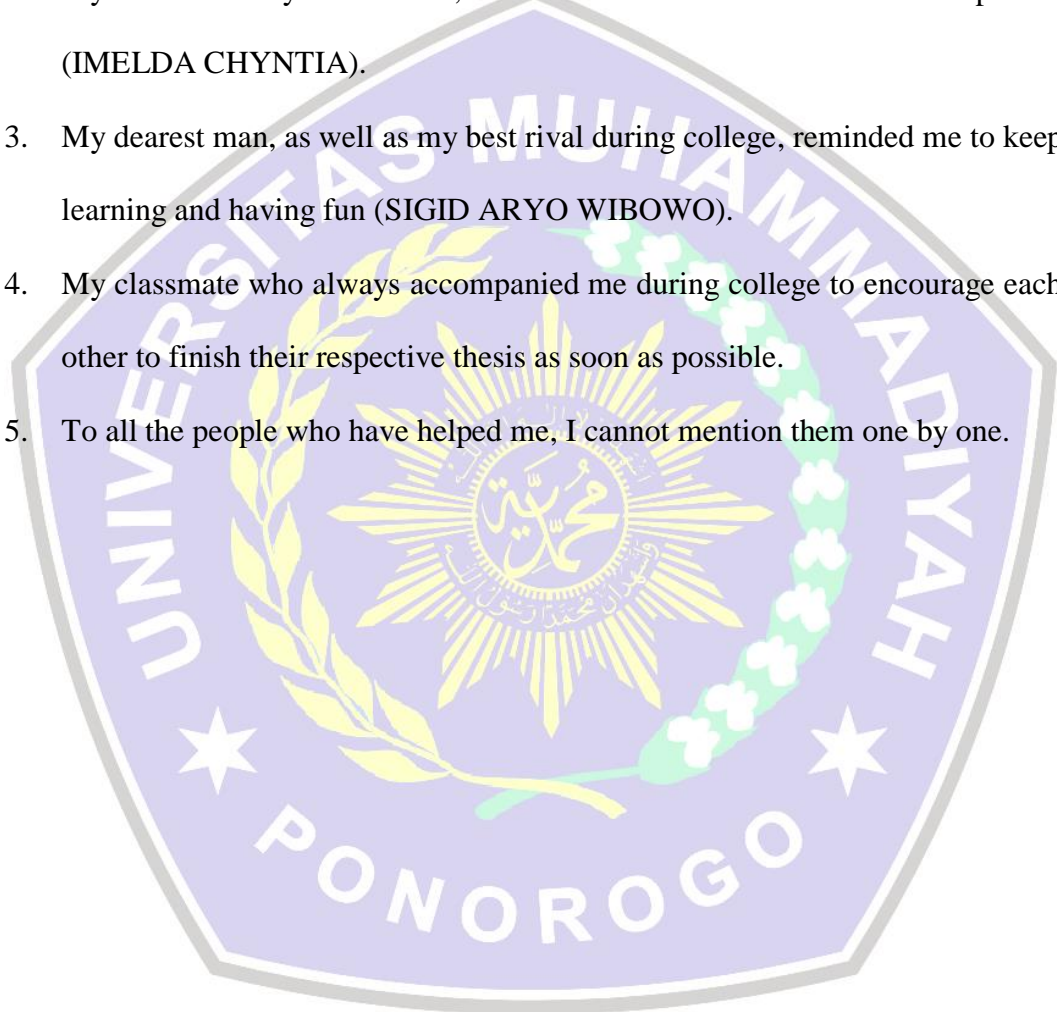 (IMELDA CHYNTIA).
3. My dearest man, as well as my best rival during college, reminded me to keep
learning and having fun (SIGID ARYO WIBOWO).
4. My classmate who always accompanied me during college to encourage each
other to finish their respective thesis as soon as possible.
5. To all the people who have helped me, I cannot mention them one by one.
UNIVERSITAS MUHAMMADIYAH
محمدية
PONOROGO